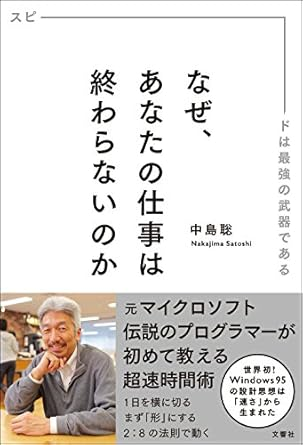 スピードは最強の武器である
なぜ、
あなたの仕事は
終わらないのか
中島聡
Nakajima Satoshi
元マイクロソフト
伝説のプログラマーが
初めて教える
超速時間術
1日を横に切る
まず「形」にする
2:8の法則で動く
世界初!
Windows95
の設計思想は
「速さ」から
生まれた
文響社